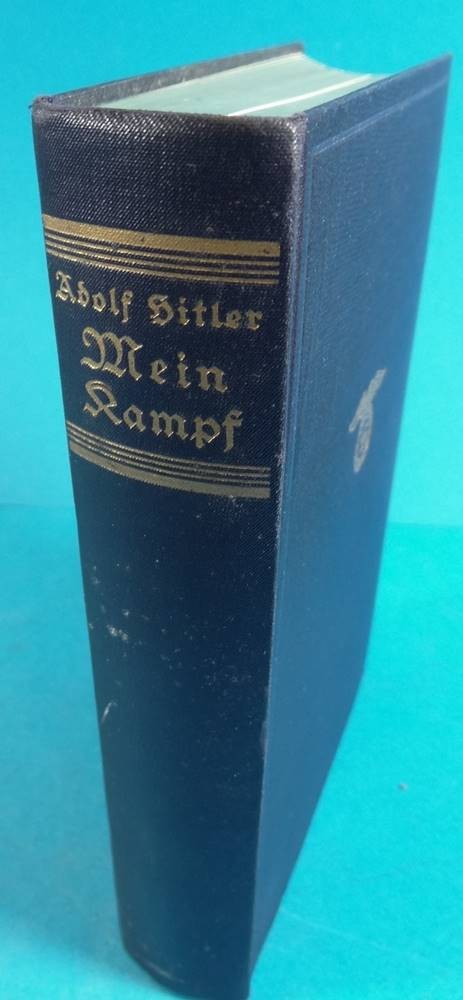 Adolf Hitler
Mein
Kampf